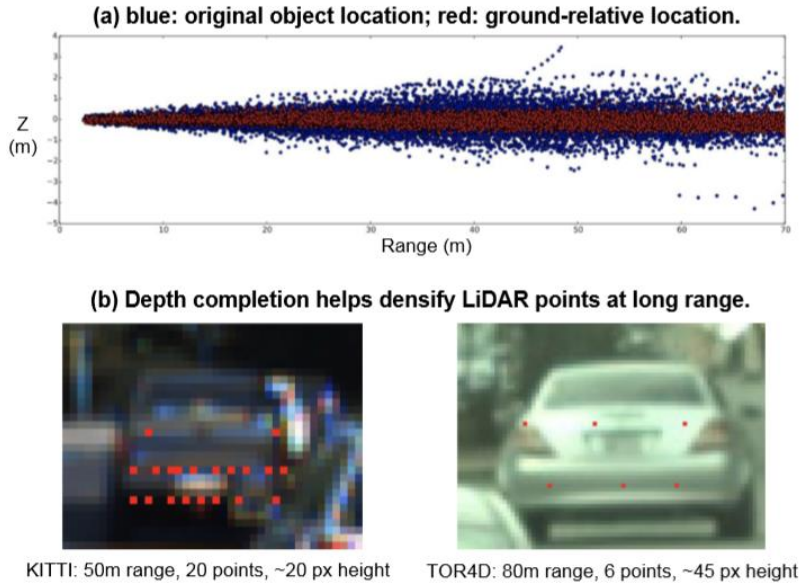 (a) blue: original object location; red: ground-relative location.
4
3
2
1
0
-1
-2
-3
-4
-5
Z
(m)
0 10 20 30 40 50 60 70
Range (m)
(b) Depth completion helps densify LiDAR points at long range.
KITTI: 50m range, 20 points, ~20 px height
TOR4D: 80m range, 6 points, ~45 px height